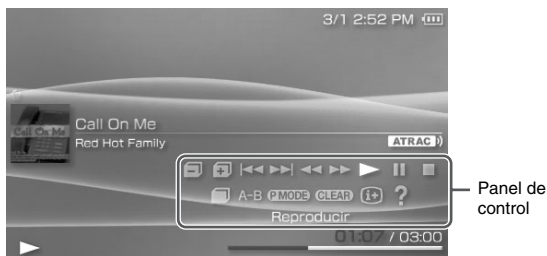 3/1 2:52 PM
Call On Me
Call On Me
Red Hot Family
ATRAC
A-B P MODE CLEAR i+ ?
Reproducir
01:07 / 03:00
Panel de
control